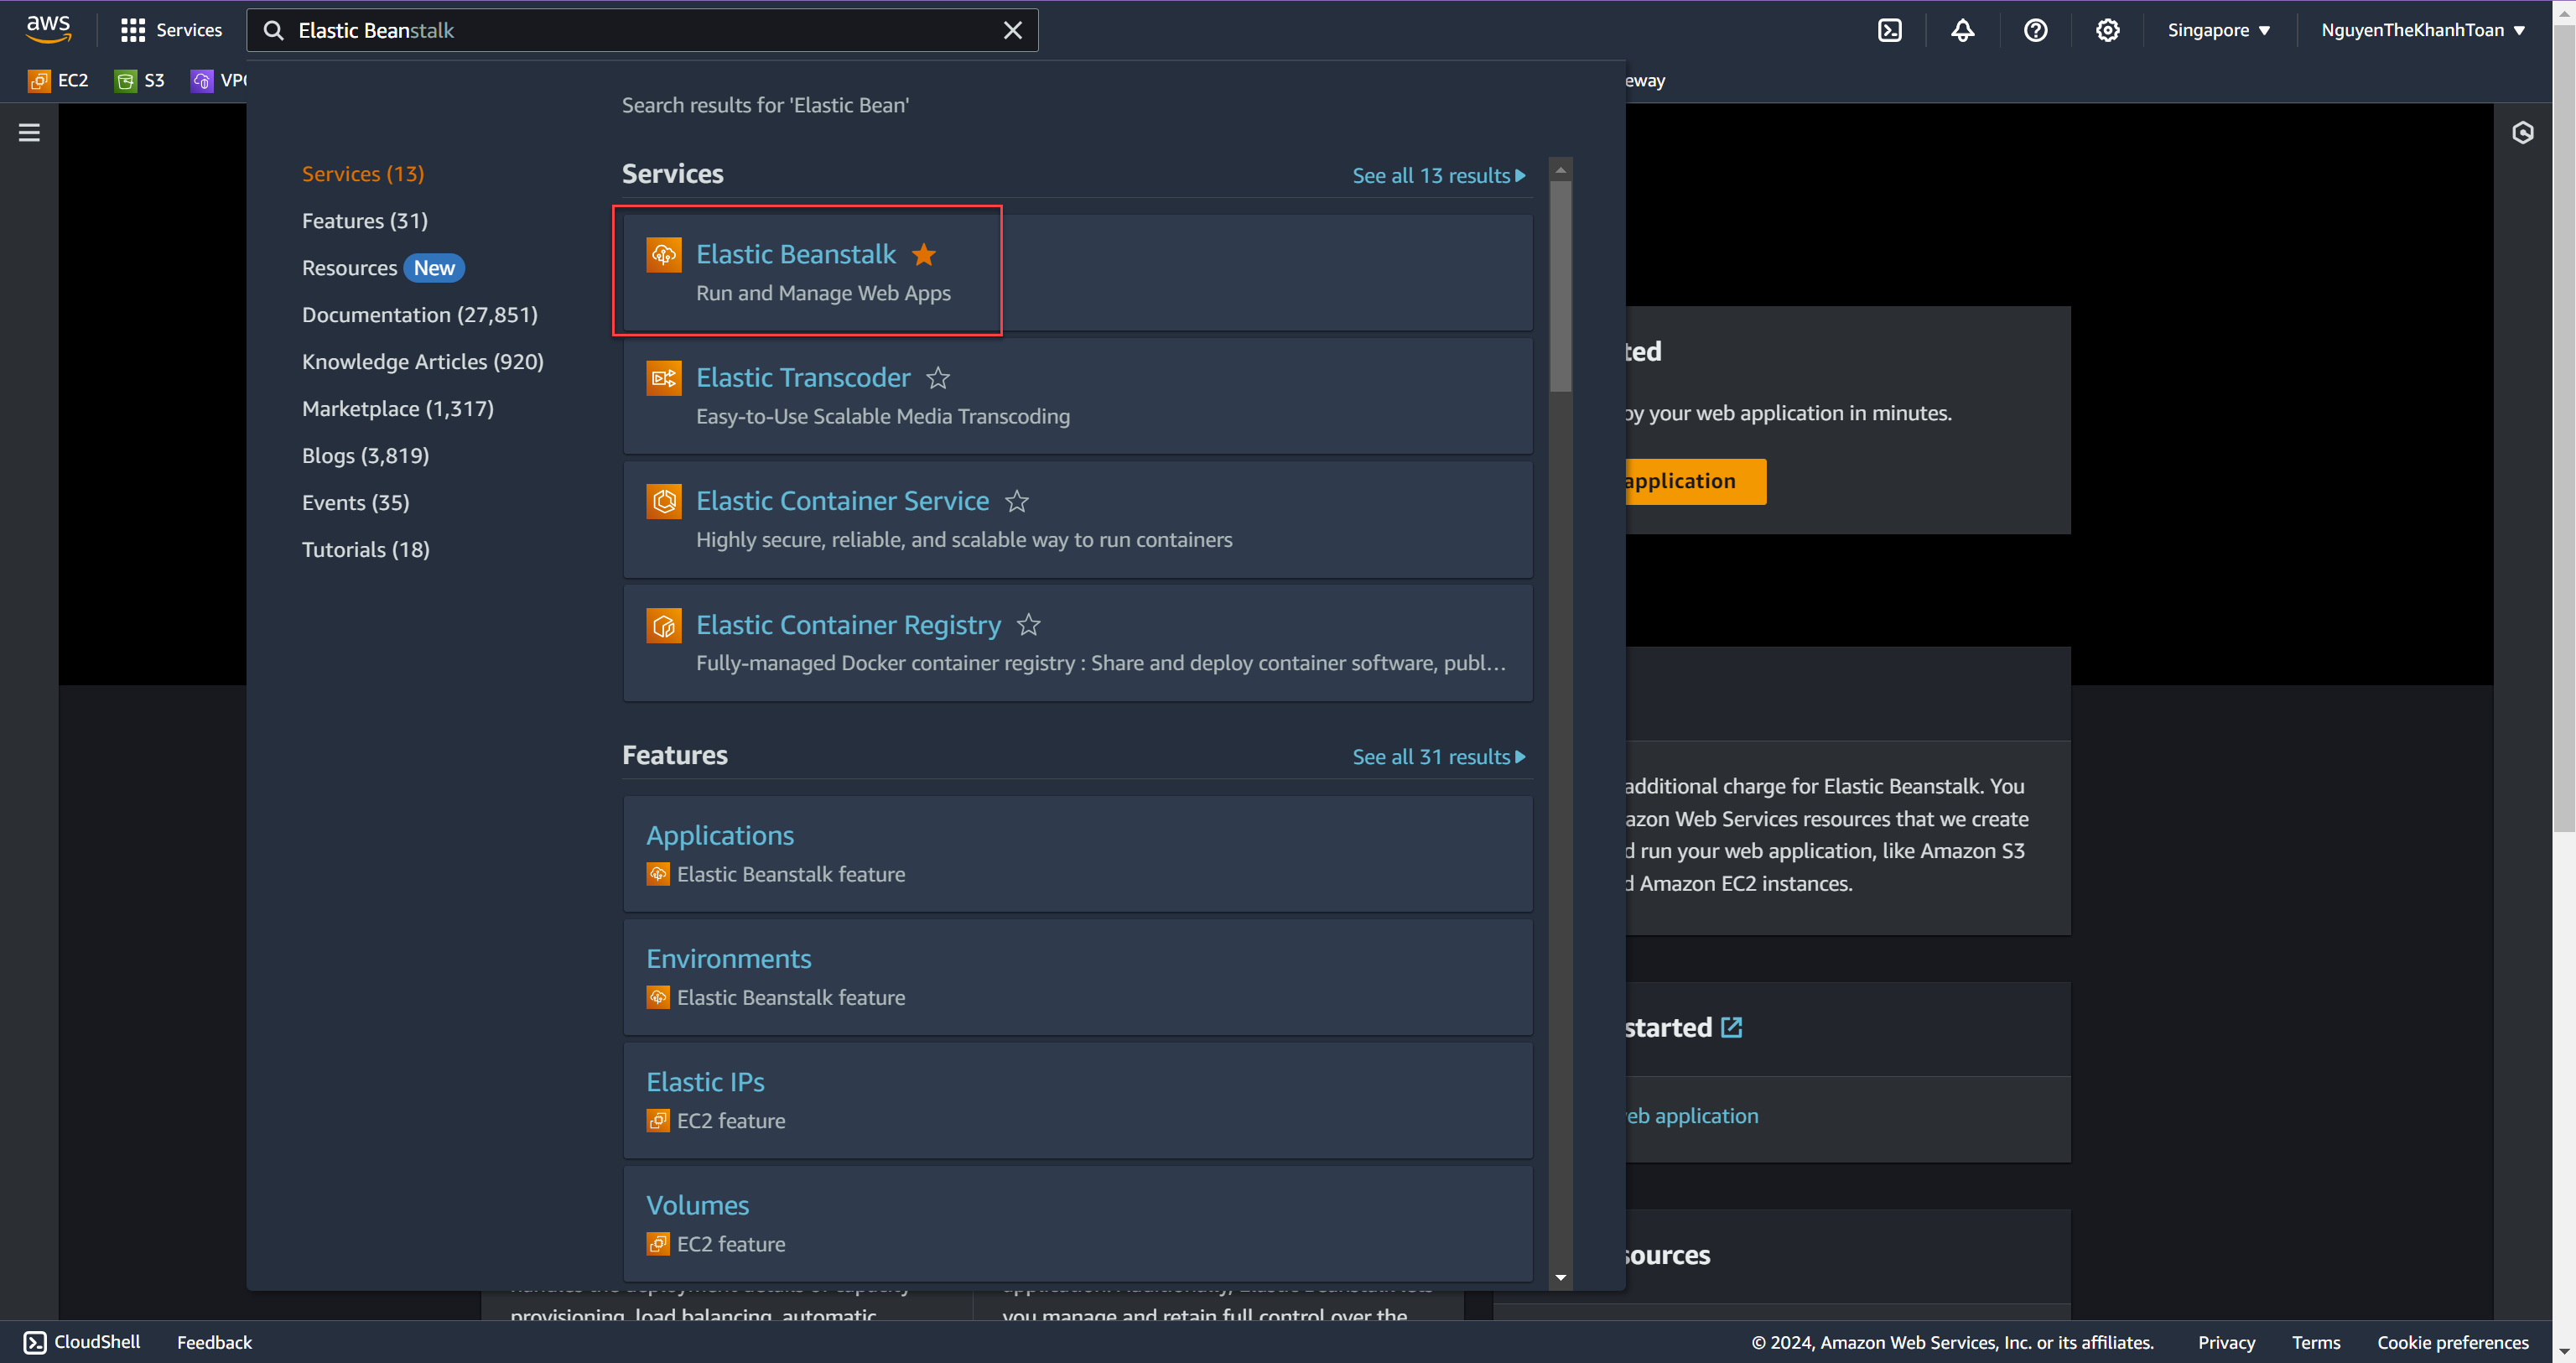 aws
Services
Elastic Beanstalk
Singapore ▼
NguyenTheKhanhToan ▼
EC2
S3
VPC
eway
Search results for 'Elastic Bean'
Services (13)
Features (31)
Resources New
Documentation (27,851)
Knowledge Articles (920)
Marketplace (1,317)
Blogs (3,819)
Events (35)
Tutorials (18)
Services
See all 13 results
Elastic Beanstalk
Run and Manage Web Apps
Elastic Transcoder
Easy-to-Use Scalable Media Transcoding
Elastic Container Service
Highly secure, reliable, and scalable way to run containers
Elastic Container Registry
Fully-managed Docker container registry : Share and deploy container software, publ...
Features
See all 31 results
Applications
Elastic Beanstalk feature
Environments
Elastic Beanstalk feature
Elastic IPs
EC2 feature
Volumes
EC2 feature
ted
oy your web application in minutes.
application
additional charge for Elastic Beanstalk. You
azon Web Services resources that we create
d run your web application, like Amazon S3
d Amazon EC2 instances.
started
eb application
sources
provisioning, load balancing, automatic
you manage and retain full control over the
CloudShell
Feedback
© 2024, Amazon Web Services, Inc. or its affiliates.
Privacy
Terms
Cookie preferences